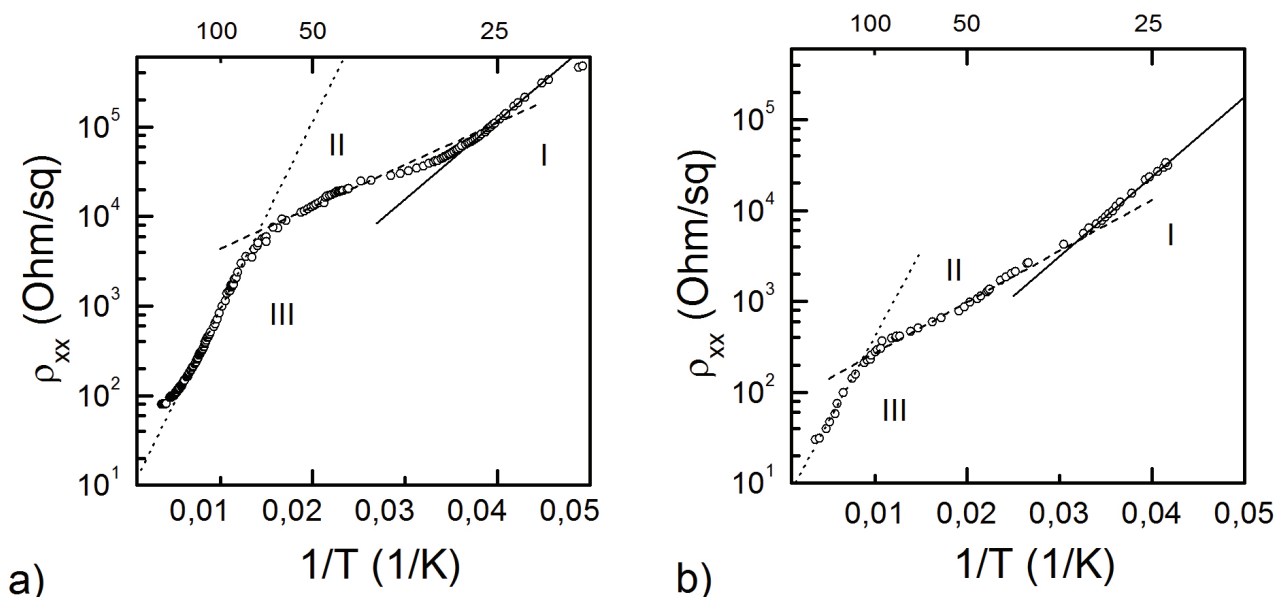 100 50 25
10^5
10^4
10^3
10^2
10^1
ρxx (Ohm/sq)
II
I
III
0,01 0,02 0,03 0,04 0,05
1/T (1/K)
a)
100 50 25
10^5
10^4
10^3
10^2
10^1
ρxx (Ohm/sq)
II
I
III
0,01 0,02 0,03 0,04 0,05
1/T (1/K)
b)